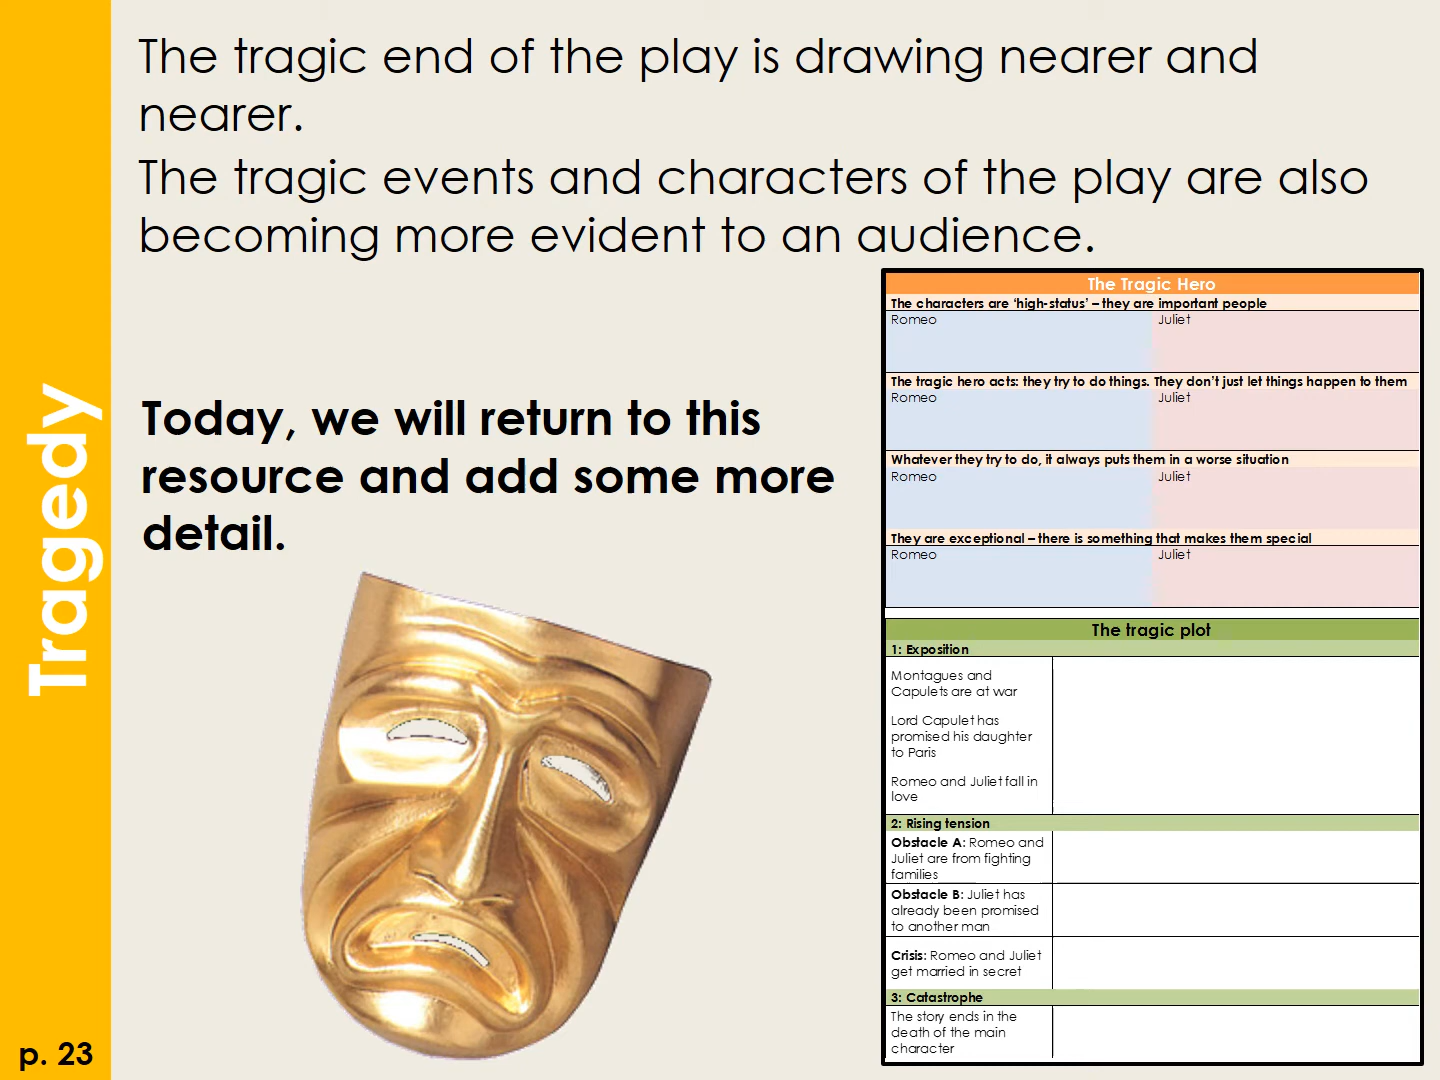 The tragic end of the play is drawing nearer and
nearer.
The tragic events and characters of the play are also
becoming more evident to an audience.
Today, we will return to this
resource and add some more
detail.
Tragedy
p. 23
The Tragic Hero
The characters are ‘high-status’ – they are important people
Romeo
Juliet
The tragic hero acts: they try to do things. They don’t just let things happen to them
Romeo
Juliet
Whatever they try to do, it always puts them in a worse situation
Romeo
Juliet
They are exceptional – there is something that makes them special
Romeo
Juliet
The tragic plot
1: Exposition
Montagues and
Capulets are at war
Lord Capulet has
promised his daughter
to Paris
Romeo and Juliet fall in
love
2: Rising tension
Obstacle A: Romeo and
Juliet are from fighting
families
Obstacle B: Juliet has
already been promised
to another man
Crisis: Romeo and Juliet
get married in secret
3: Catastrophe
The story ends in the
death of the main
character